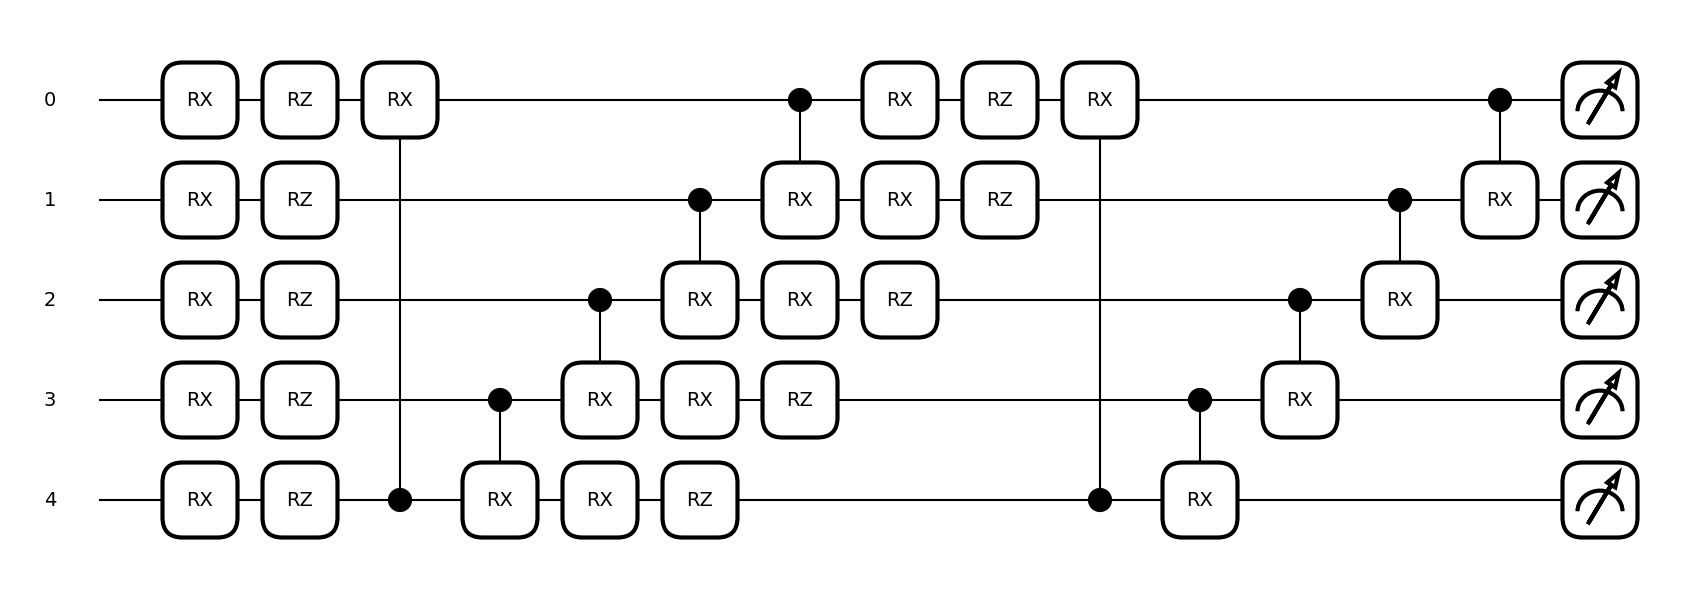 0 RX RZ RX RX RZ RX
1 RX RZ RX RX RZ RX
2 RX RZ RX RX RZ RX
3 RX RZ RX RX RZ RX
4 RX RZ RX RX RZ RX